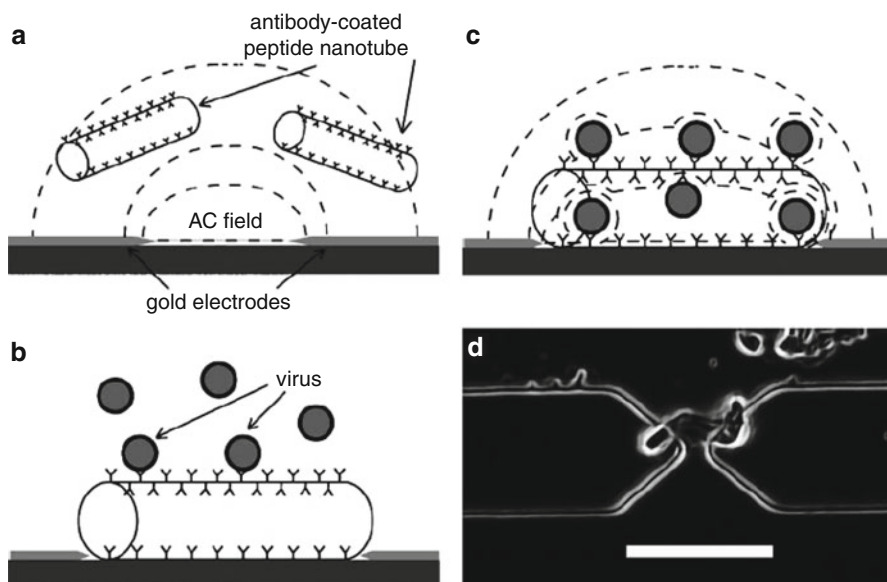 a
antibody-coated
peptide nanotube
AC field
gold electrodes
b
virus
c
d